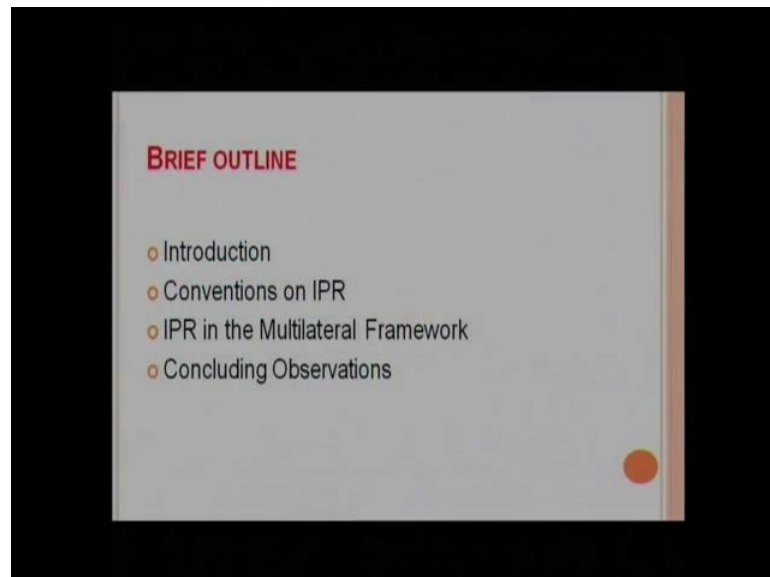 BRIEF OUTLINE
Introduction
Conventions on IPR
IPR in the Multilateral Framework
Concluding Observations